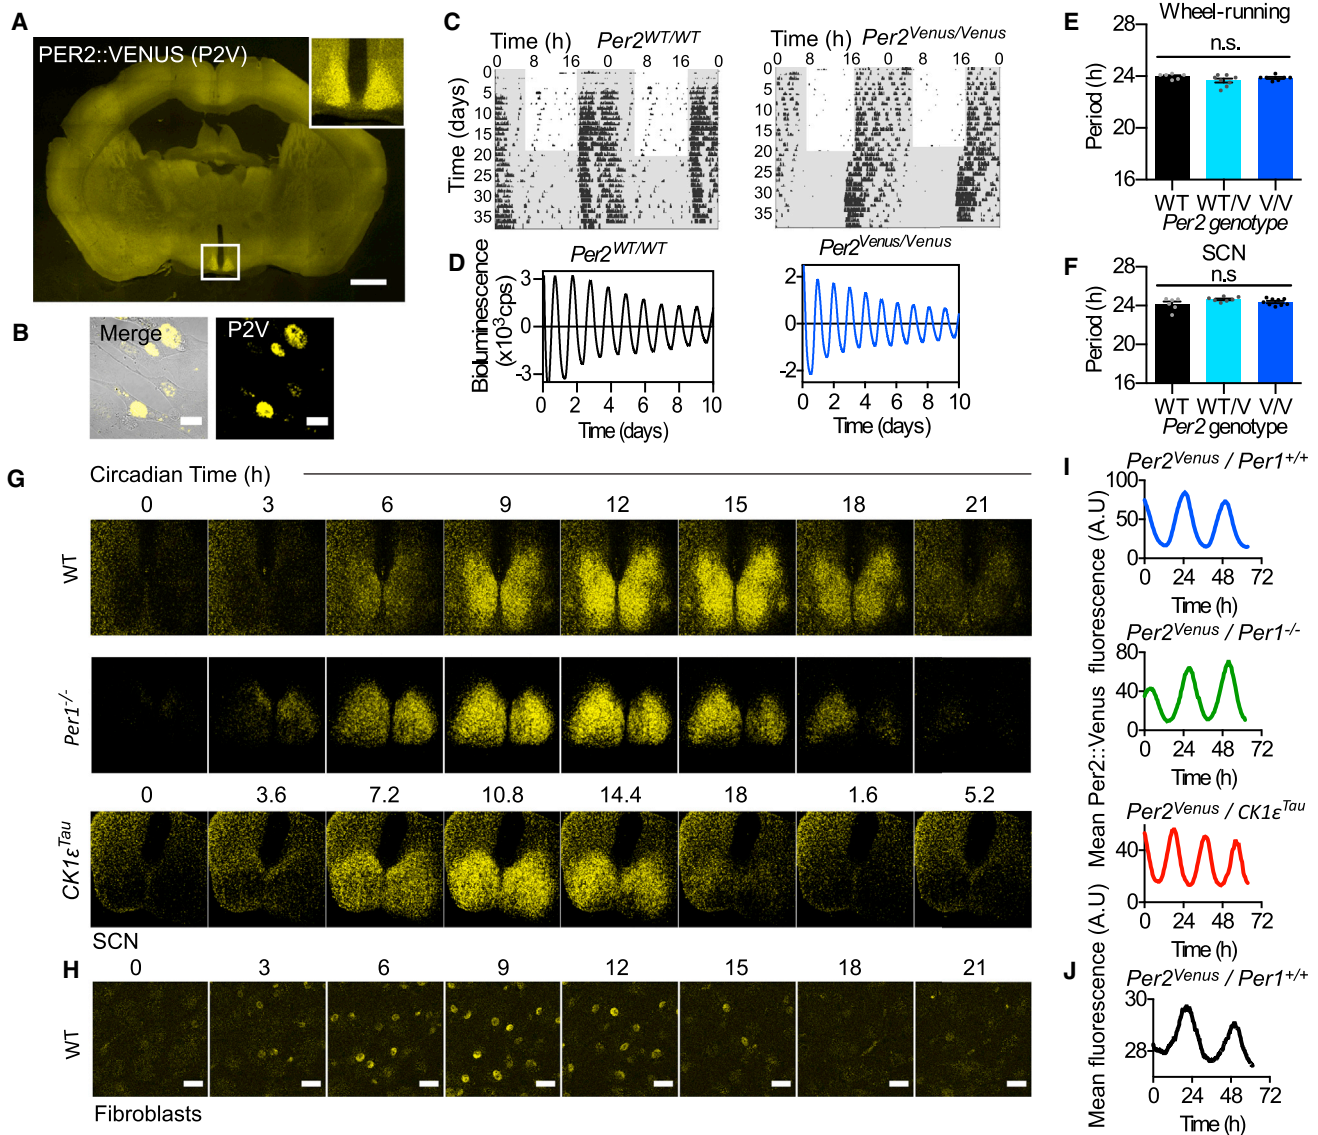 A
PER2::VENUS (P2V)
B
Merge
P2V
C
Time (h) Per2WT/WT
0 8 16 0 8 16 0
Time (days)
0
5
10
15
20
25
30
35
Time (h) Per2Venus/Venus
0 8 16 0 8 16 0
0
5
10
15
20
25
30
35
D
Per2WT/WT
Bioluminescence
(x10³cps)
3
0
-3
0 2 4 6 8 10
Time (days)
Per2Venus/Venus
2
0
-2
0 2 4 6 8 10
Time (days)
E
Wheel-running
n.s.
Period (h)
28
24
20
16
WT WT/V V/V
Per2 genotype
F
SCN
n.s
Period (h)
28
24
20
16
WT WT/V V/V
Per2 genotype
G
Circadian Time (h)
0 3 6 9 12 15 18 21
WT
Per1-/-
0 3.6 7.2 10.8 14.4 18 1.6 5.2
CK1εTau
SCN
H
0 3 6 9 12 15 18 21
WT
Fibroblasts
I
Mean Per2::Venus fluorescence (A.U)
Per2Venus / Per1+/+
100
50
0
0 24 48 72
Time (h)
Per2Venus / Per1-/-
80
40
0
0 24 48 72
Time (h)
Per2Venus / CK1εTau
40
0
0 24 48 72
Time (h)
J
Mean fluorescence (A.U)
Per2Venus / Per1+/+
30
28
0 24 48 72
Time (h)